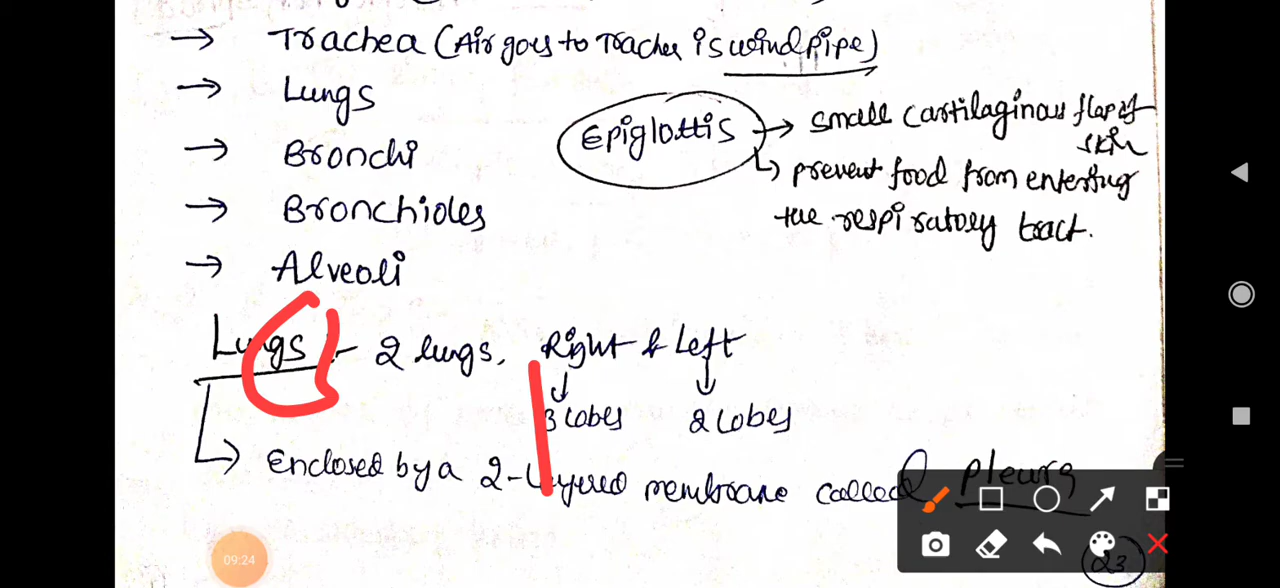 → Trachea (Air goes to Trachea is windpipe)
→ Lungs
Epiglottis → small cartilaginous flap of skin
→ prevent food from entering the respiratory tract.
→ Bronchi
→ Bronchioles
→ Alveoli
Lungs :- 2 lungs, Right & Left
3 lobes 2 lobes
→ Enclosed by a 2-layered membrane called pleura
23
09:24